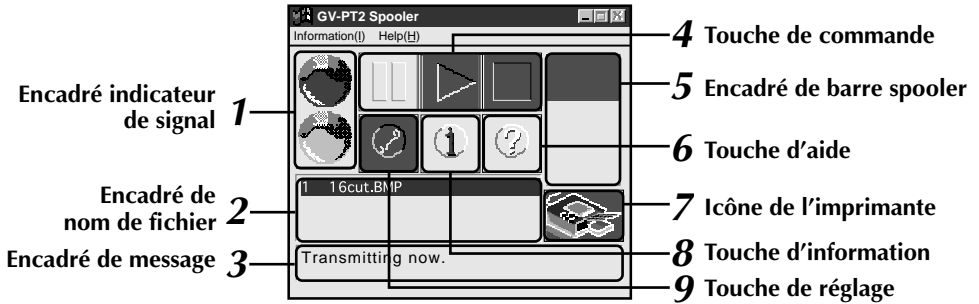 GV-PT2 Spooler
Information(I) Help(H)
1 16cut.BMP
Transmitting now.
Encadré indicateur
de signal 1
Encadré de
nom de fichier 2
Encadré de message 3
4 Touche de commande
5 Encadré de barre spooler
6 Touche d'aide
7 Icône de l'imprimante
8 Touche d'information
9 Touche de réglage